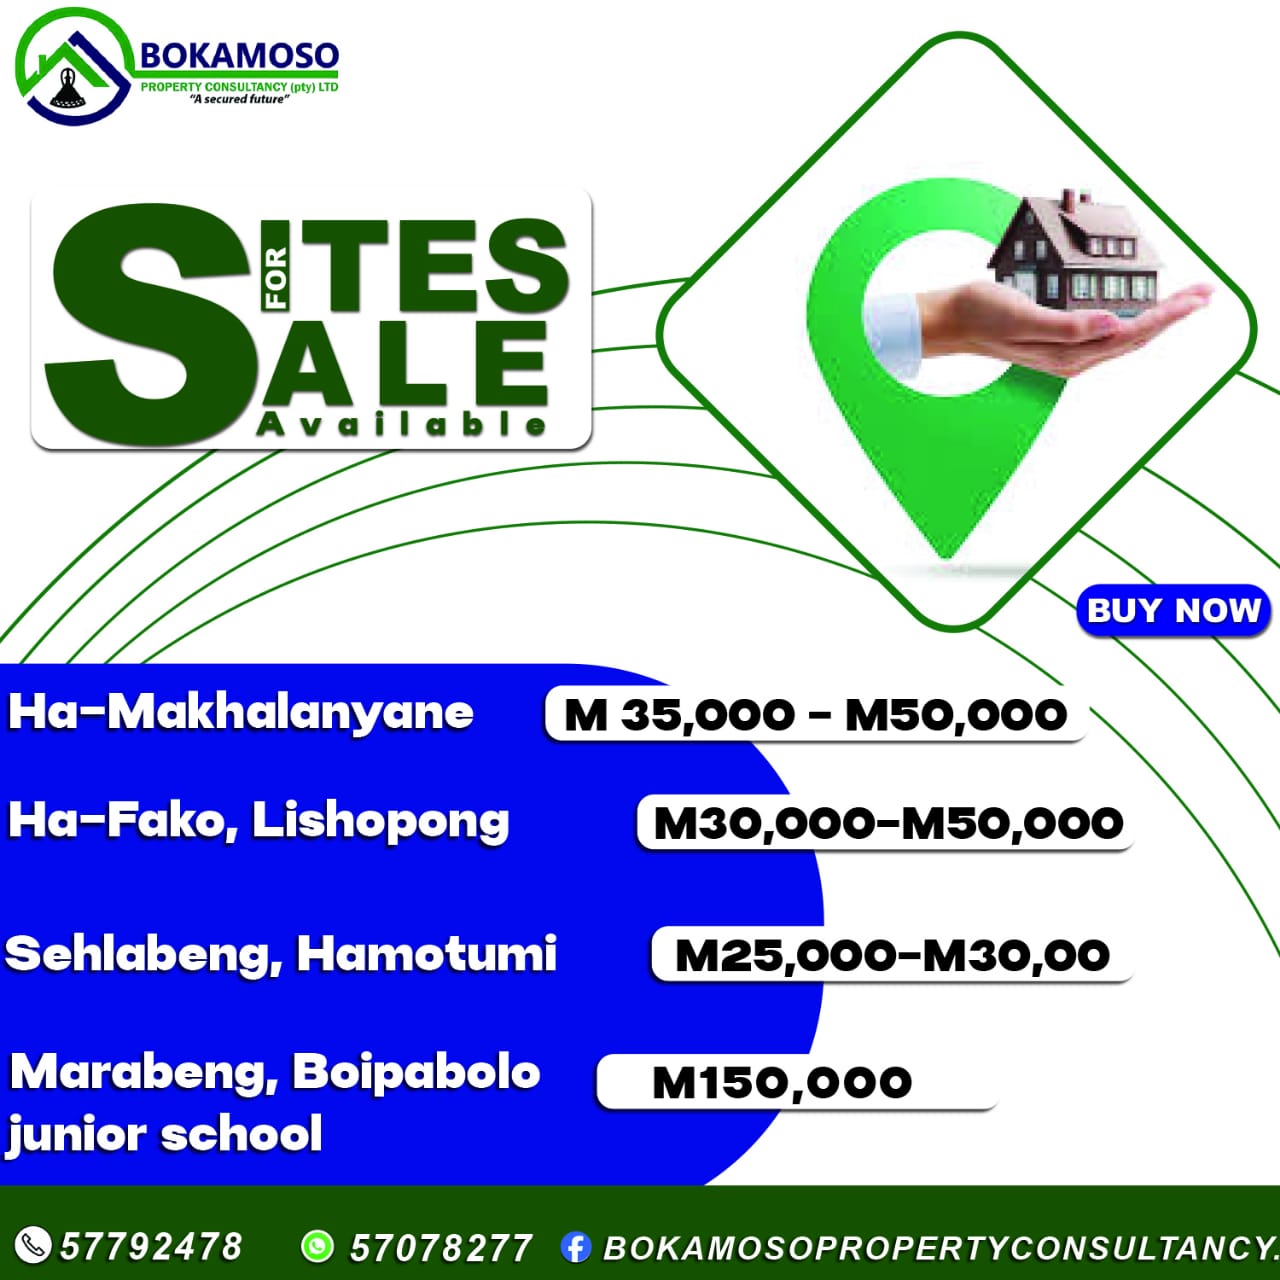 BOKAMOSO
PROPERTY CONSULTANCY (pty) LTD
"A secured future"
SITES
FOR
SALE
Available
BUY NOW
Ha-Makhalanyane M 35,000 - M50,000
Ha-Fako, Lishopong M30,000-M50,000
Sehlabeng, Hamotumi M25,000-M30,00
Marabeng, Boipabolo M150,000
junior school
57792478 57078277 BOKAMOSOPROPERTYCONSULTANCY.